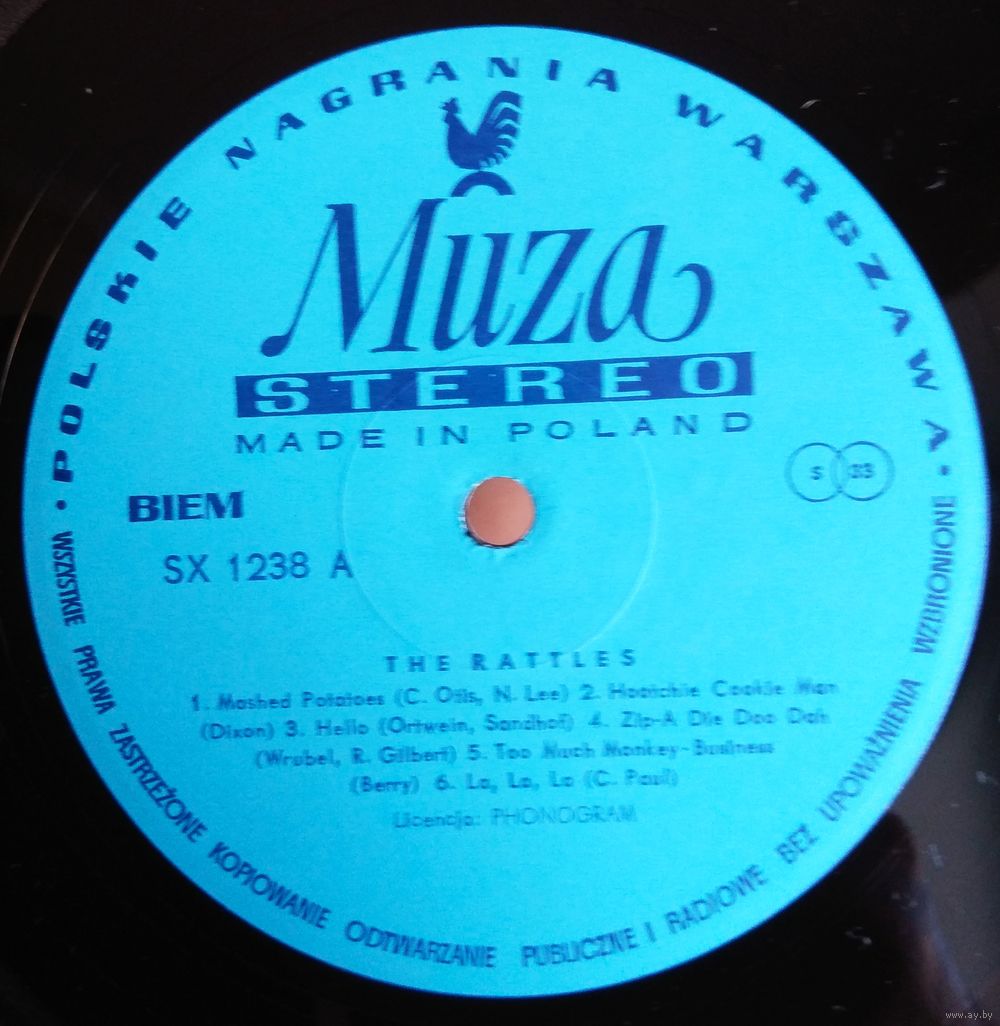 • POLSKIE NAGRANIA WARSZAWA •
Muza
STEREO
MADE IN POLAND
S 33
BIEM
SX 1238 A
THE RATTLES
1. Mashed Potatoes (C. Otis, N. Lee) 2. Hootchie Cookie Man
(Dixon) 3. Hello (Ortwein, Sandhof) 4. Zip-A Die Doo Dah
(Wrubel, R. Gilbert) 5. Too Much Monkey-Business
(Berry) 6. La, La, La (C. Paul)
Licencja: PHONOGRAM
WSZYSTKIE PRAWA ZASTRZEŻONE KOPIOWANIE ODTWARZANIE PUBLICZNE I RADIOWE BEZ UPOWAŻNIENIA WZBRONIONE
www.ay.by